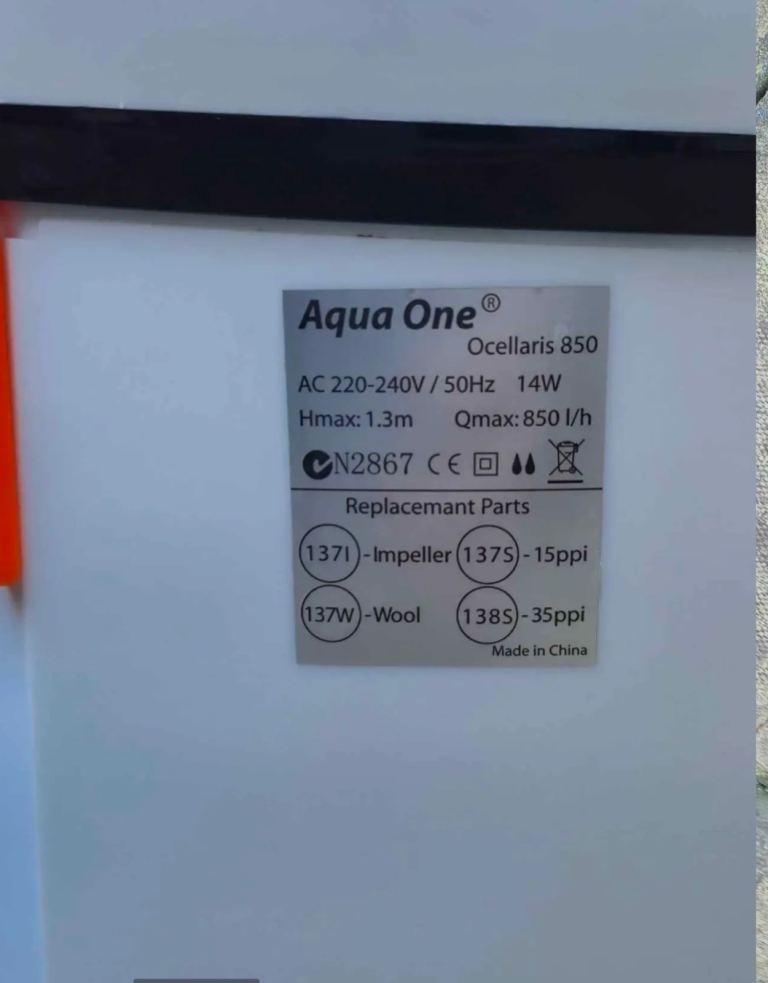 Aqua One®
Ocellaris 850
AC 220-240V / 50Hz 14W
Hmax: 1.3m Qmax: 850 l/h
N2867 CE
Replacemant Parts
137I - Impeller 137S - 15ppi
137W - Wool 138S - 35ppi
Made in China